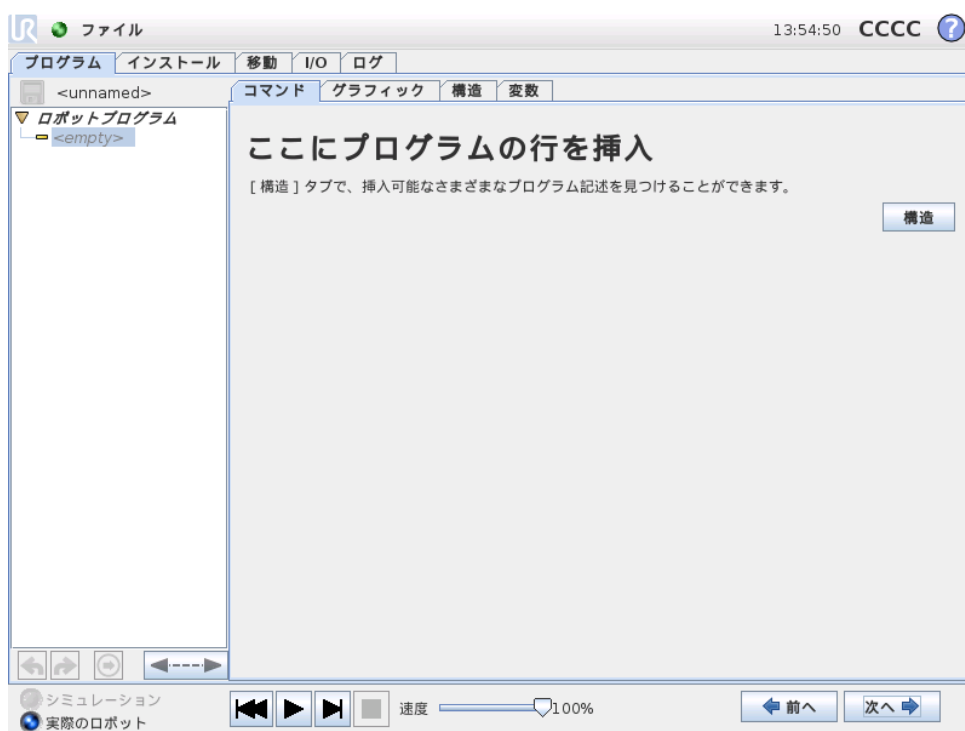 UR ファイル 13:54:50 CCCC ?
プログラム インストール 移動 I/O ログ
<unnamed>
コマンド グラフィック 構造 変数
ロボットプログラム
<empty>
ここにプログラムの行を挿入
[ 構造 ] タブで、挿入可能なさまざまなプログラム記述を見つけることができます。
構造
シミュレーション
実際のロボット
速度 100%
前へ 次へ